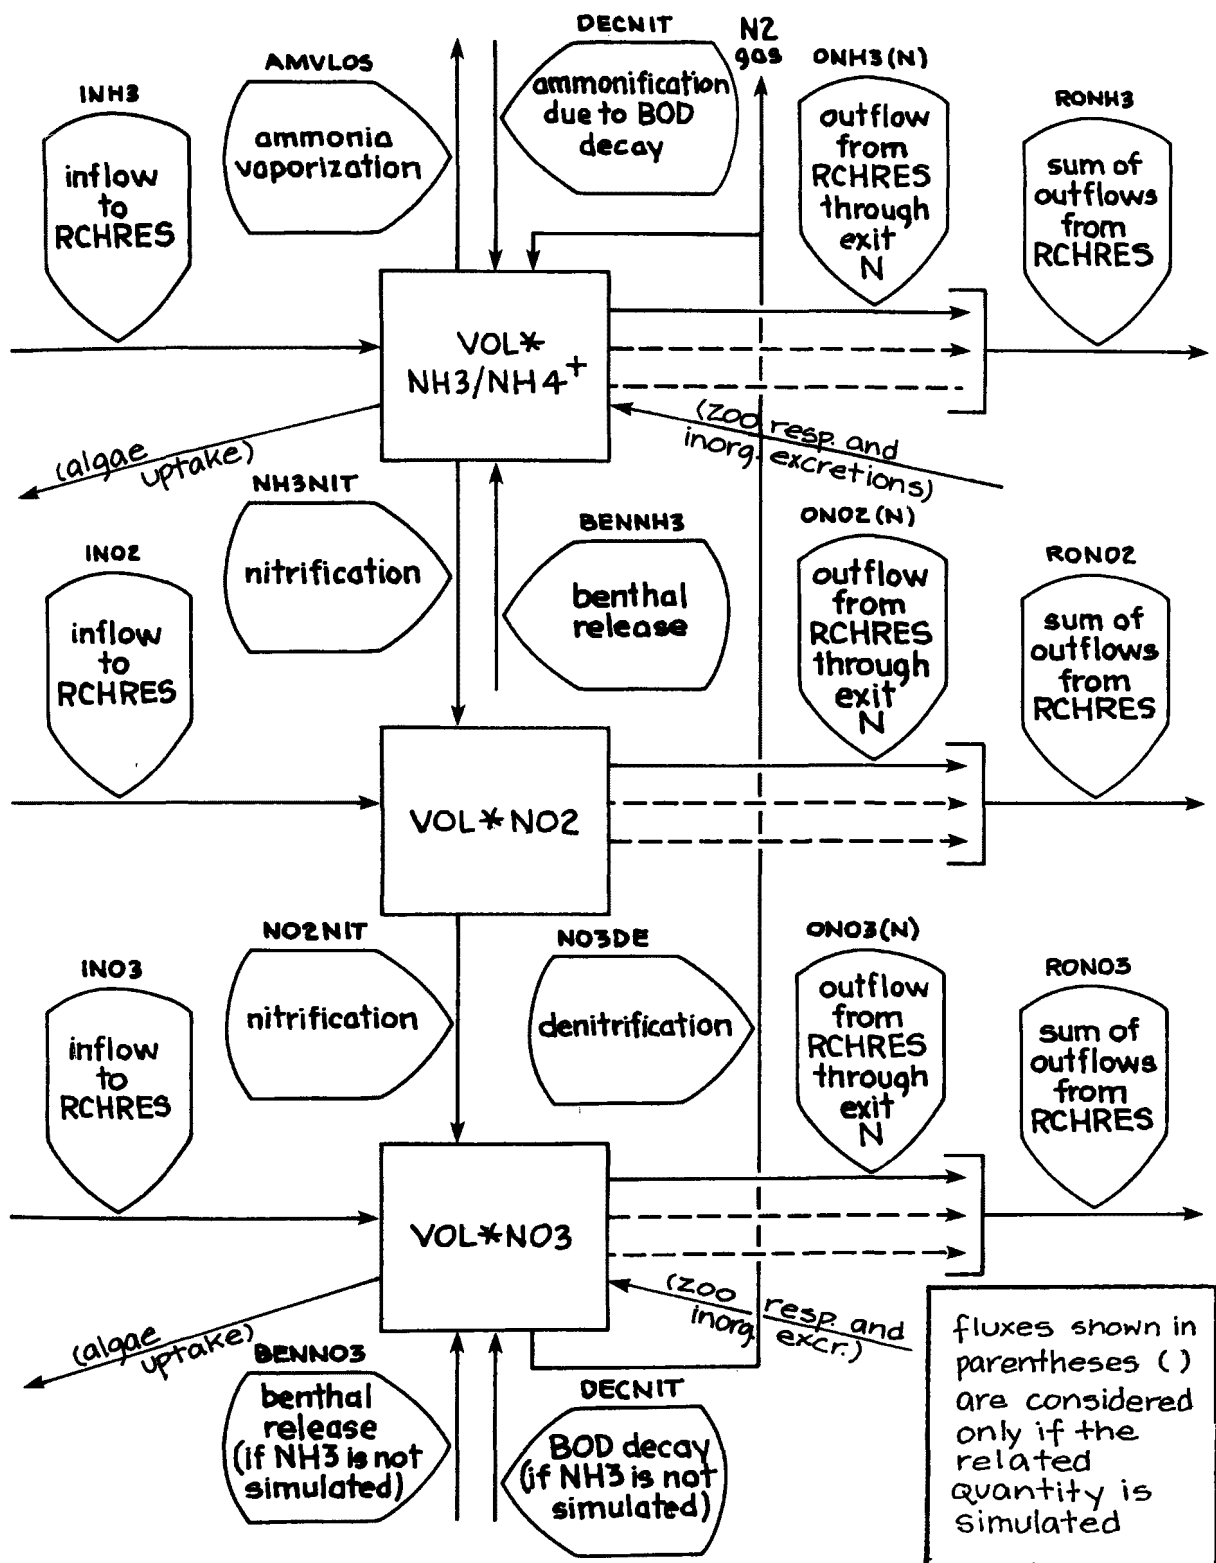 DECNIT
N2
gas
AMVLOS
ammonification
due to BOD
decay
ONH3(N)
INH3
RONH3
ammonia
vaporization
outflow
from
RCHRES
through
exit
N
inflow
to
RCHRES
sum of
outflows
from
RCHRES
VOL*
NH3/NH4+
(zoo resp. and
inorg. excretions)
(algae
uptake)
NH3NIT
BENNH3
ONO2(N)
INO2
RONO2
nitrification
benthal
release
outflow
from
RCHRES
through
exit
N
inflow
to
RCHRES
sum of
outflows
from
RCHRES
VOL*NO2
NO2NIT
NO3DE
ONO3(N)
INO3
RONO3
nitrification
denitrification
outflow
from
RCHRES
through
exit
N
inflow
to
RCHRES
sum of
outflows
from
RCHRES
VOL*NO3
(zoo resp. and
inorg. excr.)
(algae
uptake)
BENNO3
DECNIT
benthal
release
(if NH3 is not
simulated)
BOD decay
(if NH3 is not
simulated)
fluxes shown in
parentheses ()
are considered
only if the
related
quantity is
simulated